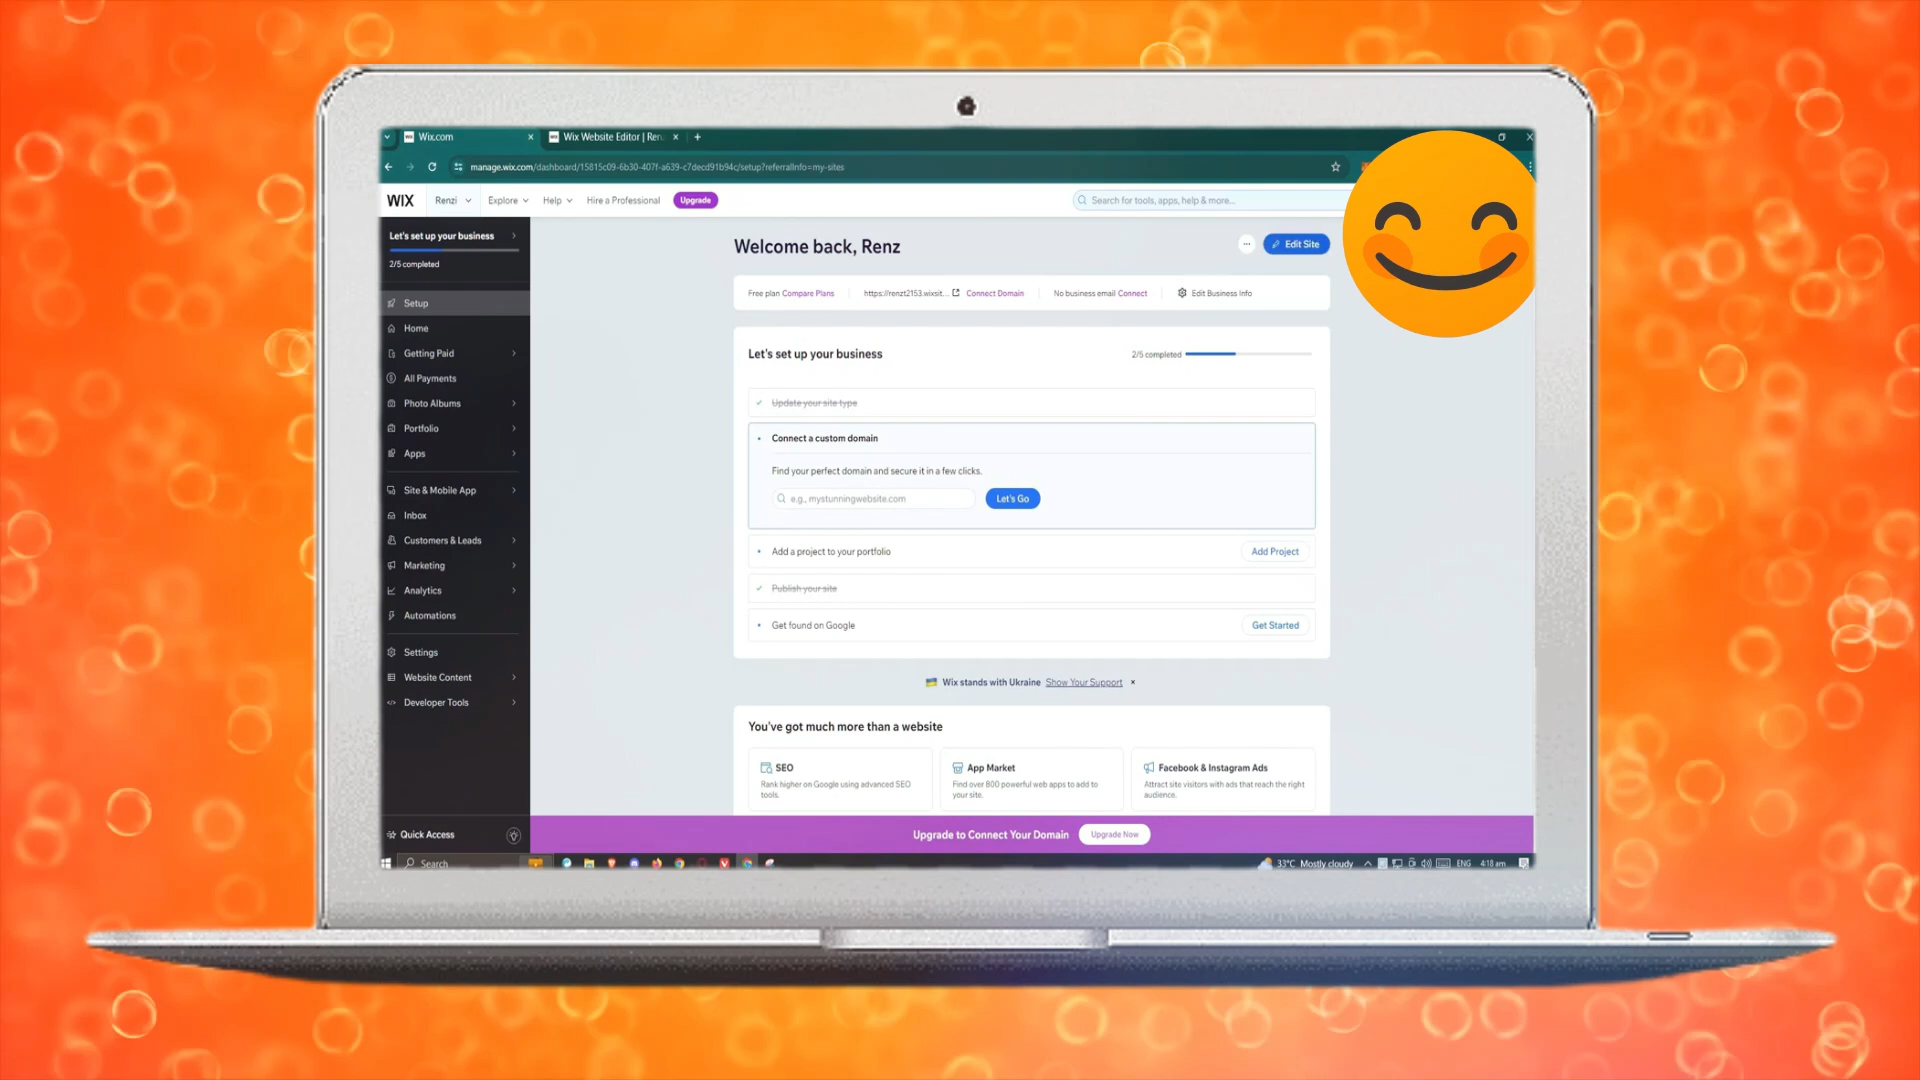 Wix.com
Wix Website Editor | Ren
manage.wix.com/dashboard/15815c09-6b30-407f-a639-c7decd91b94c/setup?referralInfo=my-sites
WIX
Renzi
Explore
Help
Hire a Professional
Upgrade
Search for tools, apps, help & more...
Let's set up your business
2/5 completed
Setup
Home
Getting Paid
All Payments
Photo Albums
Portfolio
Apps
Site & Mobile App
Inbox
Customers & Leads
Marketing
Analytics
Automations
Settings
Website Content
Developer Tools
Quick Access
Welcome back, Renz
Edit Site
Free plan Compare Plans
https://renzt2153.wixsit...
Connect Domain
No business email Connect
Edit Business Info
Let's set up your business
2/5 completed
Update your site type
Connect a custom domain
Find your perfect domain and secure it in a few clicks.
e.g., mystunningwebsite.com
Let's Go
Add a project to your portfolio
Add Project
Publish your site
Get found on Google
Get Started
Wix stands with Ukraine Show Your Support
You've got much more than a website
SEO
Rank higher on Google using advanced SEO
tools.
App Market
Find over 800 powerful web apps to add to
your site.
Facebook & Instagram Ads
Attract site visitors with ads that reach the right
audience.
Upgrade to Connect Your Domain
Upgrade Now
Search
33°C Mostly cloudy
ENG
4:18 am